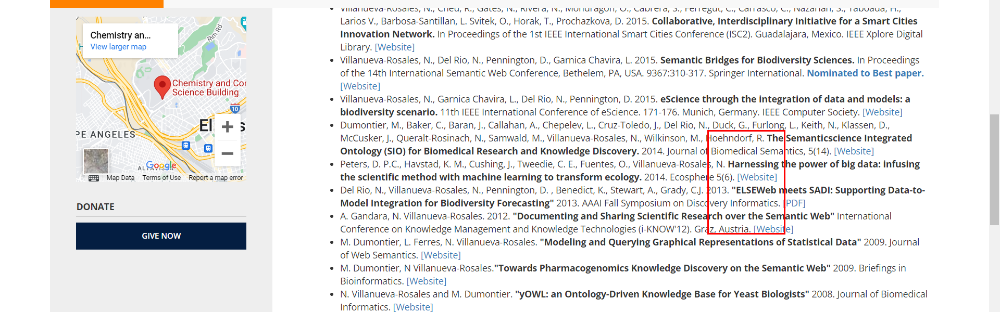 Chemistry an...
View larger map
Rim Rd
Chemistry and Cor
Science Building
10
El
s
PE ANGELES
Google
Map Data
Terms of Use
Report a map error
DONATE
GIVE NOW
Villanueva-Rosales, N., Cheu, R., Gates, N., Rivera, N., Mondragon, O., Cabrera, S., Ferregut, C., Carrasco, C., Nazarian, S., Taboada, H.,
Larios V., Barbosa-Santillan, L. Svitek, O., Horak, T., Prochazkova, D. 2015. Collaborative, Interdisciplinary Initiative for a Smart Cities
Innovation Network. In Proceedings of the 1st IEEE International Smart Cities Conference (ISC2). Guadalajara, Mexico. IEEE Xplore Digital
Library. [Website]
Villanueva-Rosales, N., Del Rio, N., Pennington, D., Garnica Chavira, L. 2015. Semantic Bridges for Biodiversity Sciences. In Proceedings
of the 14th International Semantic Web Conference, Bethelem, PA, USA. 9367:310-317. Springer International. Nominated to Best paper.
[Website]
Villanueva-Rosales, N., Garnica Chavira, L., Del Rio, N., Pennington, D. 2015. eScience through the integration of data and models: a
biodiversity scenario. 11th IEEE International Conference of eScience. 171-176. Munich, Germany. IEEE Computer Society. [Website]
Dumontier, M., Baker, C., Baran, J., Callahan, A., Chepelev, L., Cruz-Toledo, J., Del Rio, N., Duck, G., Furlong, L., Keith, N., Klassen, D.,
McCusker, J., Queralt-Rosinach, N., Samwald, M., Villanueva-Rosales, N., Wilkinson, M., Hoehndorf, R. The Semanticscience Integrated
Ontology (SIO) for Biomedical Research and Knowledge Discovery. 2014. Journal of Biomedical Semantics, 5(14). [Website]
Peters, D. P.C., Havstad, K. M., Cushing, J., Tweedie, C. E., Fuentes, O., Villanueva-Rosales, N. Harnessing the power of big data: infusing
the scientific method with machine learning to transform ecology. 2014. Ecosphere 5(6). [Website]
Del Rio, N., Villanueva-Rosales, N., Pennington, D. , Benedict, K., Stewart, A., Grady, C.J. 2013. "ELSEWeb meets SADI: Supporting Data-to-
Model Integration for Biodiversity Forecasting" 2013. AAAI Fall Symposium on Discovery Informatics. [PDF]
A. Gandara, N. Villanueva-Rosales. 2012. "Documenting and Sharing Scientific Research over the Semantic Web" International
Conference on Knowledge Management and Knowledge Technologies (i-KNOW'12). Graz, Austria. [Website]
M. Dumontier, L. Ferres, N. Villanueva-Rosales. "Modeling and Querying Graphical Representations of Statistical Data" 2009. Journal
of Web Semantics. [Website]
M. Dumontier, N Villanueva-Rosales."Towards Pharmacogenomics Knowledge Discovery on the Semantic Web" 2009. Briefings in
Bioinformatics. [Website]
N. Villanueva-Rosales and M. Dumontier. "yOWL: an Ontology-Driven Knowledge Base for Yeast Biologists" 2008. Journal of Biomedical
Informatics. [Website]